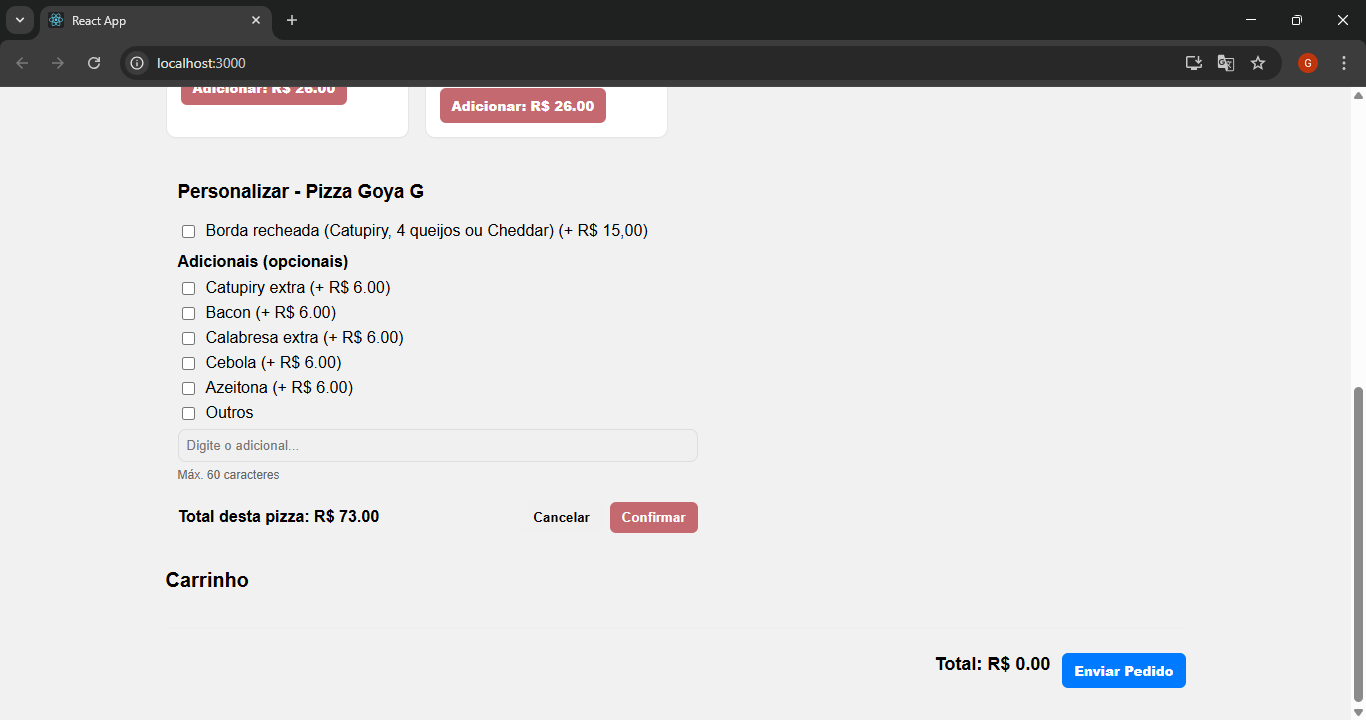 React App
localhost:3000
G
Adicionar: R$ 26.00
Adicionar: R$ 26.00
Personalizar - Pizza Goya G
Borda recheada (Catupiry, 4 queijos ou Cheddar) (+ R$ 15,00)
Adicionais (opcionais)
Catupiry extra (+ R$ 6.00)
Bacon (+ R$ 6.00)
Calabresa extra (+ R$ 6.00)
Cebola (+ R$ 6.00)
Azeitona (+ R$ 6.00)
Outros
Digite o adicional...
Máx. 60 caracteres
Total desta pizza: R$ 73.00
Cancelar
Confirmar
Carrinho
Total: R$ 0.00
Enviar Pedido